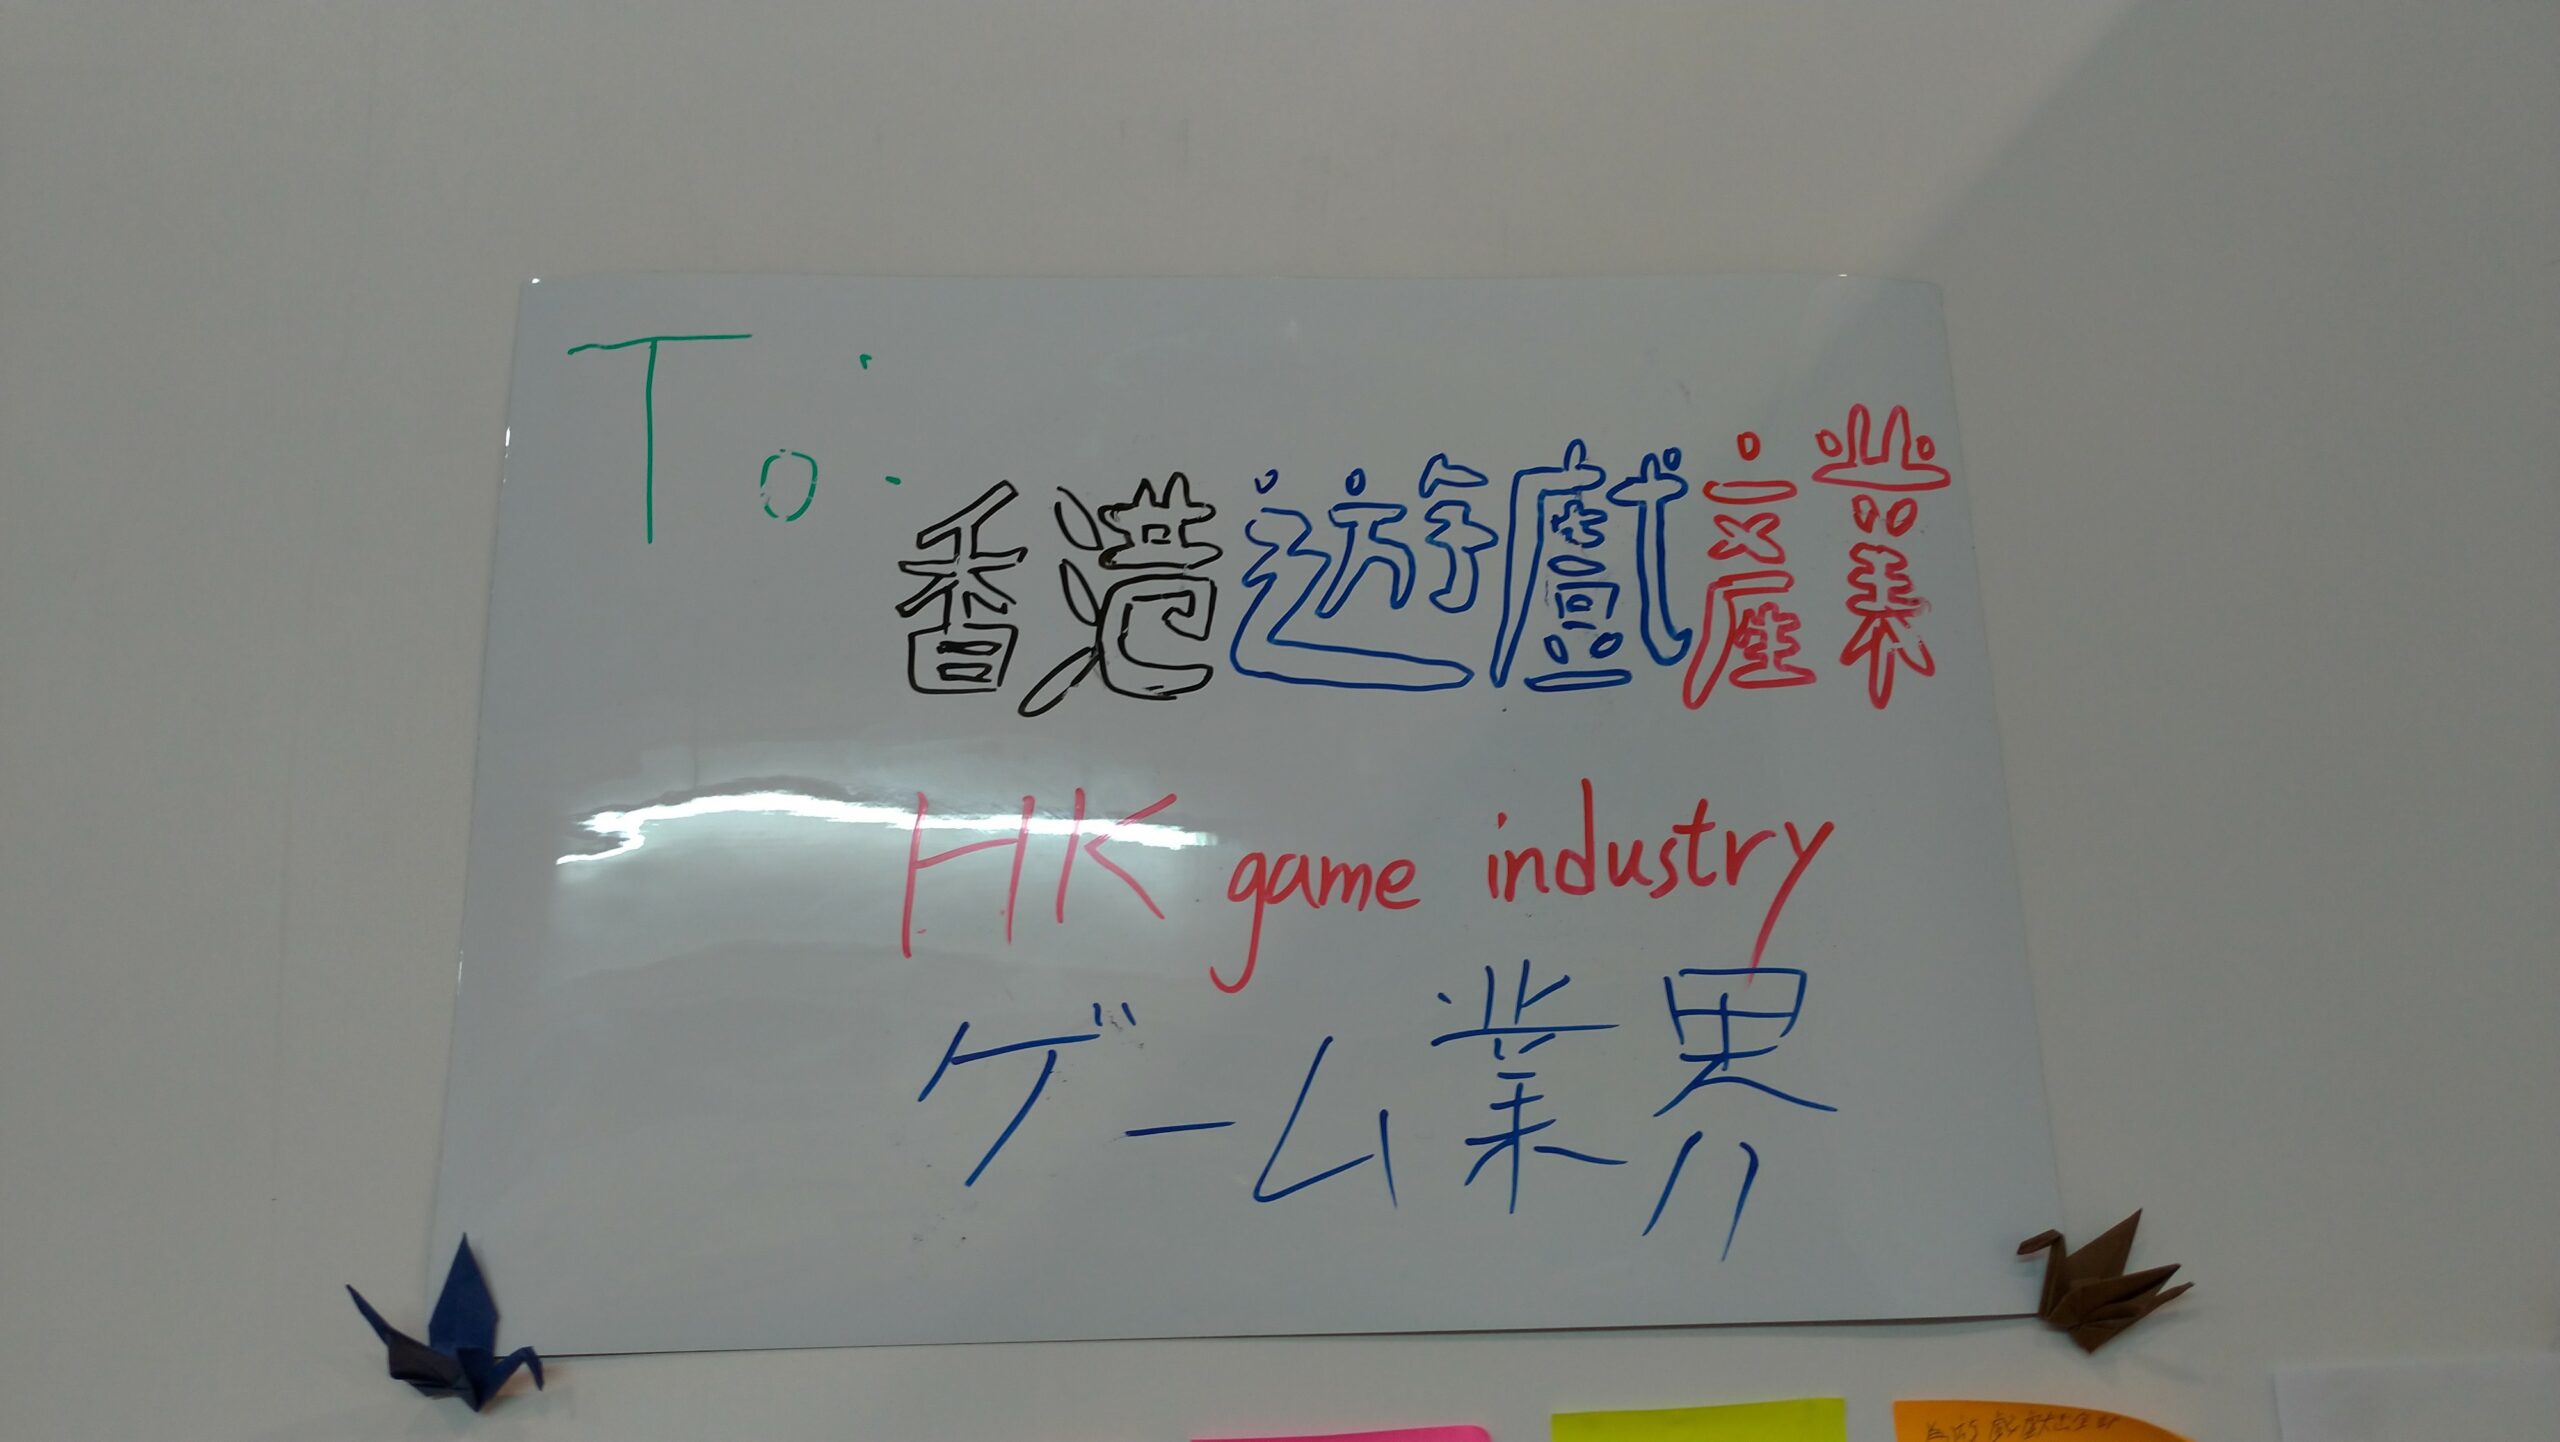 To:
香港遊戲產業
HK game industry
ゲーム業界